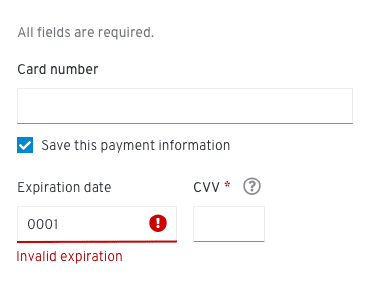 All fields are required.
Card number
Save this payment information
Expiration date
CVV * ?
0001 !
Invalid expiration